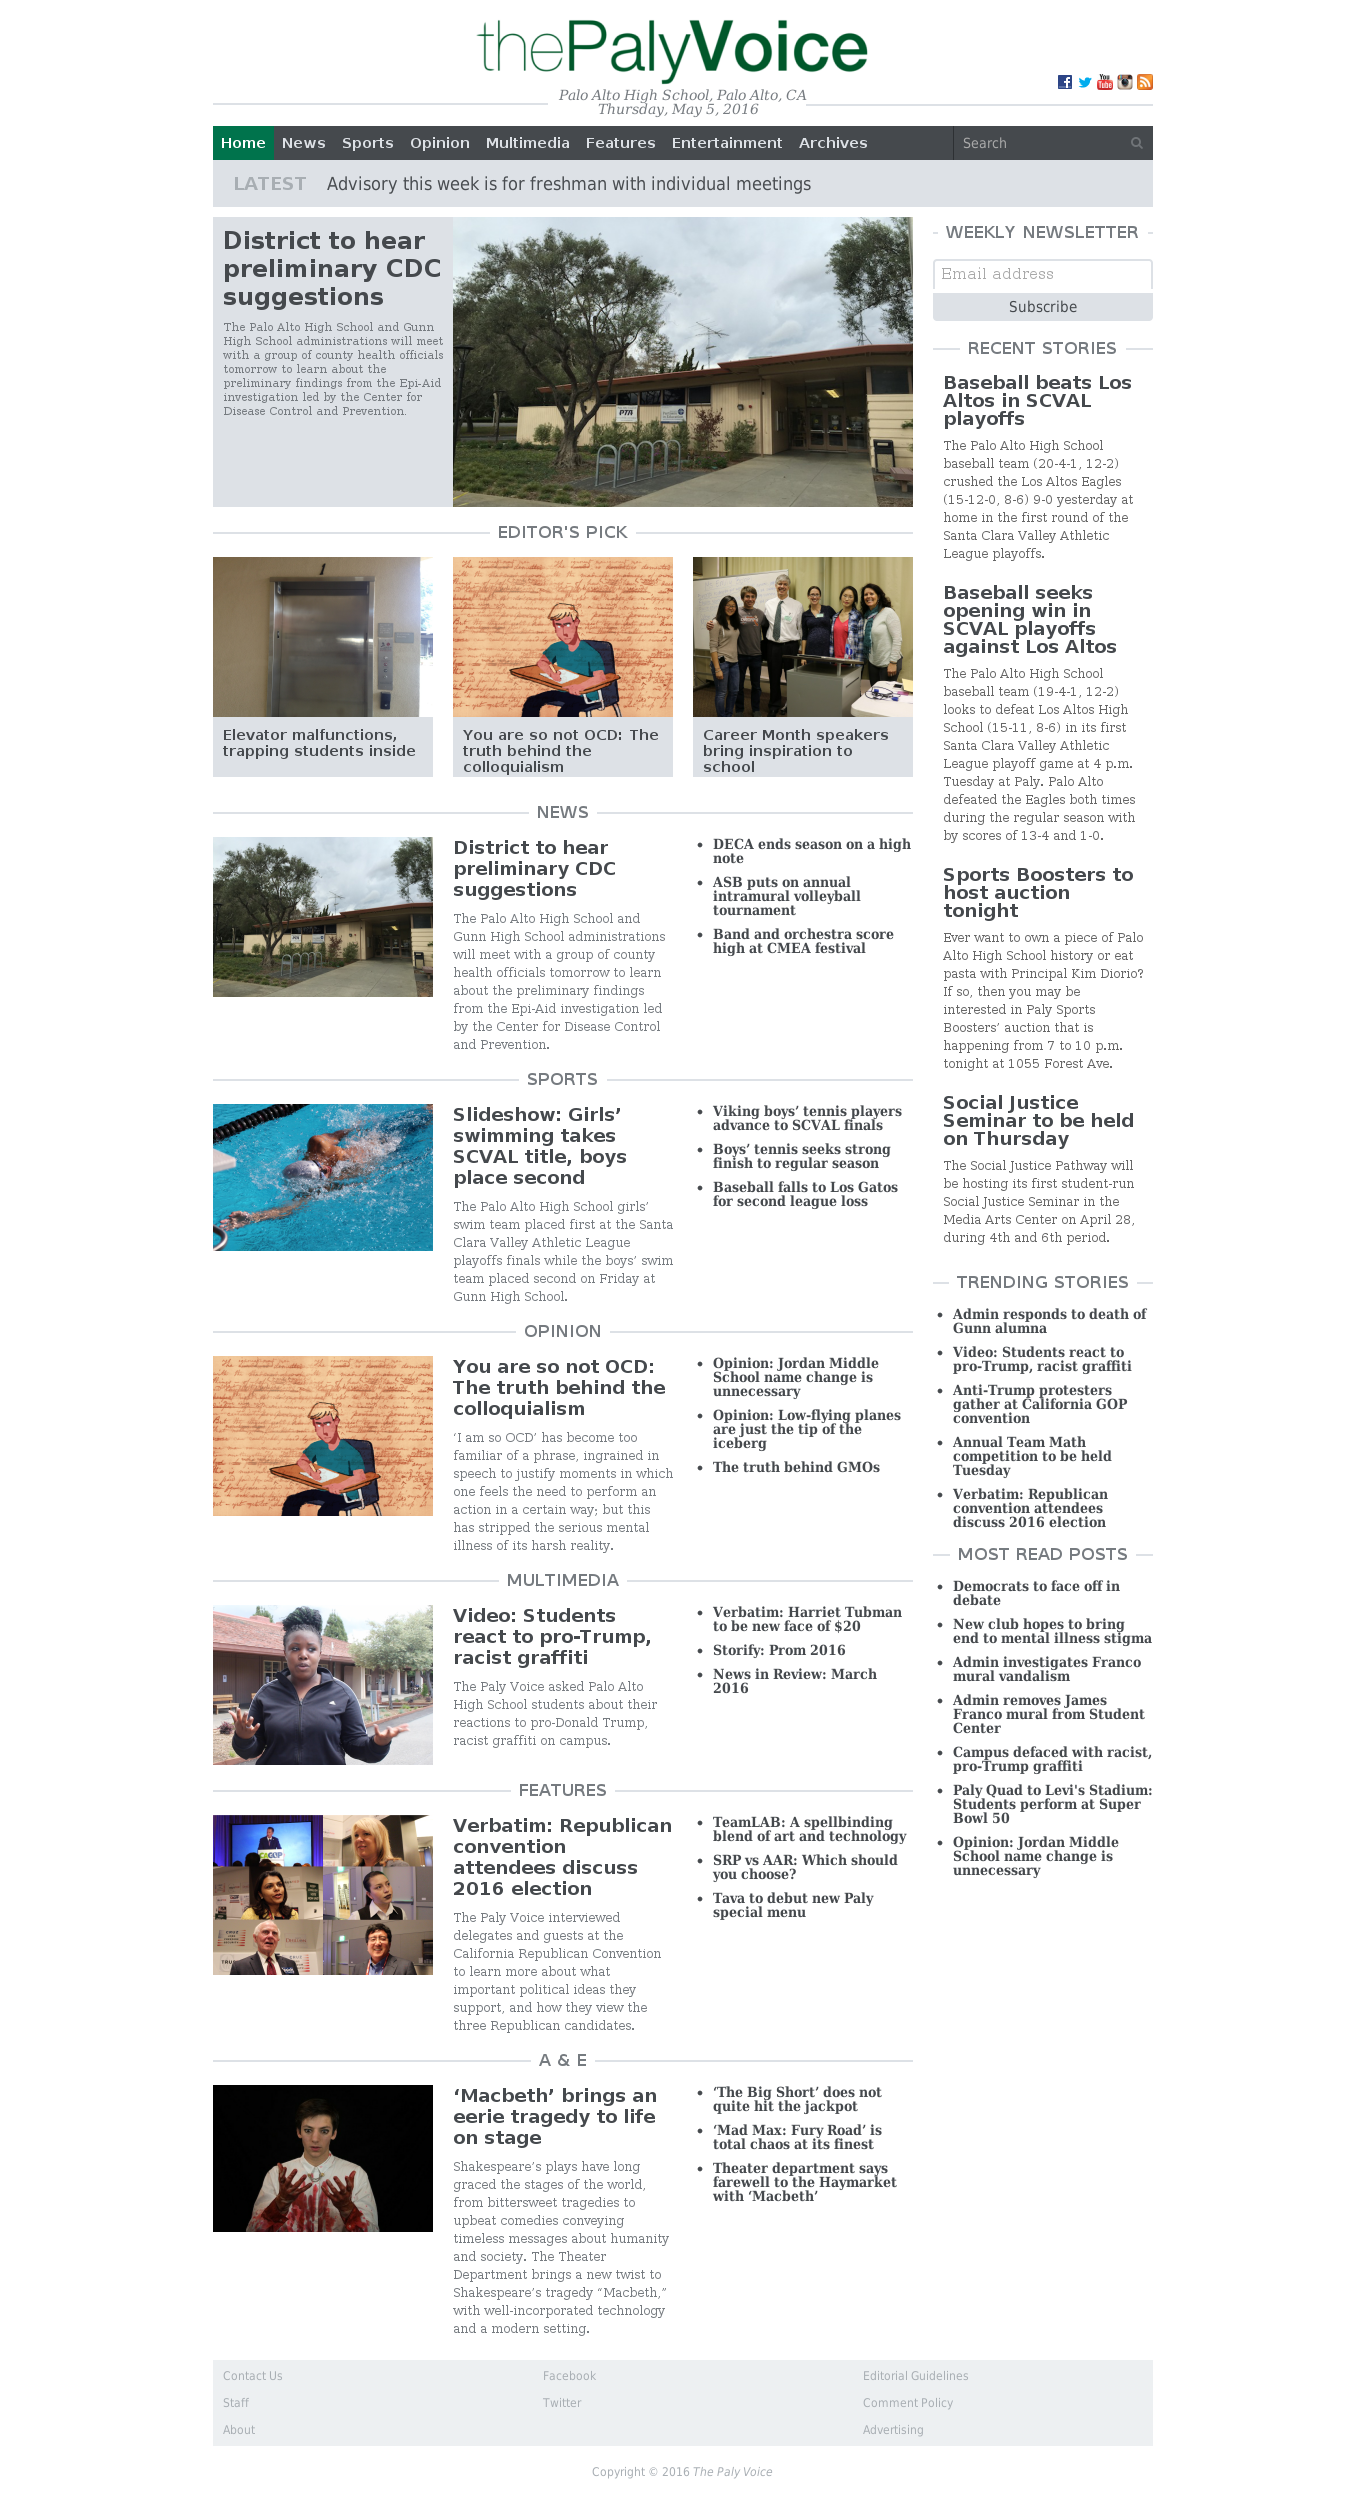 thePalyVoice
Palo Alto High School, Palo Alto, CA
Thursday, May 5, 2016
Home News Sports Opinion Multimedia Features Entertainment Archives Search
LATEST Advisory this week is for freshman with individual meetings
District to hear
preliminary CDC
suggestions
The Palo Alto High School and Gunn
High School administrations will meet
with a group of county health officials
tomorrow to learn about the
preliminary findings from the Epi-Aid
investigation led by the Center for
Disease Control and Prevention.
EDITOR'S PICK
Elevator malfunctions,
trapping students inside
You are so not OCD: The
truth behind the
colloquialism
Career Month speakers
bring inspiration to
school
NEWS
District to hear
preliminary CDC
suggestions
The Palo Alto High School and
Gunn High School administrations
will meet with a group of county
health officials tomorrow to learn
about the preliminary findings
from the Epi-Aid investigation led
by the Center for Disease Control
and Prevention.
• DECA ends season on a high
note
• ASB puts on annual
intramural volleyball
tournament
• Band and orchestra score
high at CMEA festival
SPORTS
Slideshow: Girls’
swimming takes
SCVAL title, boys
place second
The Palo Alto High School girls’
swim team placed first at the Santa
Clara Valley Athletic League
playoffs finals while the boys’ swim
team placed second on Friday at
Gunn High School.
• Viking boys’ tennis players
advance to SCVAL finals
• Boys’ tennis seeks strong
finish to regular season
• Baseball falls to Los Gatos
for second league loss
OPINION
You are so not OCD:
The truth behind the
colloquialism
‘I am so OCD’ has become too
familiar of a phrase, ingrained in
speech to justify moments in which
one feels the need to perform an
action in a certain way; but this
has stripped the serious mental
illness of its harsh reality.
• Opinion: Jordan Middle
School name change is
unnecessary
• Opinion: Low-flying planes
are just the tip of the
iceberg
• The truth behind GMOs
MULTIMEDIA
Video: Students
react to pro-Trump,
racist graffiti
The Paly Voice asked Palo Alto
High School students about their
reactions to pro-Donald Trump,
racist graffiti on campus.
• Verbatim: Harriet Tubman
to be new face of $20
• Storify: Prom 2016
• News in Review: March
2016
FEATURES
Verbatim: Republican
convention
attendees discuss
2016 election
The Paly Voice interviewed
delegates and guests at the
California Republican Convention
to learn more about what
important political ideas they
support, and how they view the
three Republican candidates.
• TeamLAB: A spellbinding
blend of art and technology
• SRP vs AAR: Which should
you choose?
• Tava to debut new Paly
special menu
A & E
‘Macbeth’ brings an
eerie tragedy to life
on stage
Shakespeare’s plays have long
graced the stages of the world,
from bittersweet tragedies to
upbeat comedies conveying
timeless messages about humanity
and society. The Theater
Department brings a new twist to
Shakespeare’s tragedy “Macbeth,”
with well-incorporated technology
and a modern setting.
• ‘The Big Short’ does not
quite hit the jackpot
• ‘Mad Max: Fury Road’ is
total chaos at its finest
• Theater department says
farewell to the Haymarket
with ‘Macbeth’
WEEKLY NEWSLETTER
Email address
Subscribe
RECENT STORIES
Baseball beats Los
Altos in SCVAL
playoffs
The Palo Alto High School
baseball team (20-4-1, 12-2)
crushed the Los Altos Eagles
(15-12-0, 8-6) 9-0 yesterday at
home in the first round of the
Santa Clara Valley Athletic
League playoffs.
Baseball seeks
opening win in
SCVAL playoffs
against Los Altos
The Palo Alto High School
baseball team (19-4-1, 12-2)
looks to defeat Los Altos High
School (15-11, 8-6) in its first
Santa Clara Valley Athletic
League playoff game at 4 p.m.
Tuesday at Paly. Palo Alto
defeated the Eagles both times
during the regular season with
by scores of 13-4 and 1-0.
Sports Boosters to
host auction
tonight
Ever want to own a piece of Palo
Alto High School history or eat
pasta with Principal Kim Diorio?
If so, then you may be
interested in Paly Sports
Boosters’ auction that is
happening from 7 to 10 p.m.
tonight at 1055 Forest Ave.
Social Justice
Seminar to be held
on Thursday
The Social Justice Pathway will
be hosting its first student-run
Social Justice Seminar in the
Media Arts Center on April 28,
during 4th and 6th period.
TRENDING STORIES
• Admin responds to death of
Gunn alumna
• Video: Students react to
pro-Trump, racist graffiti
• Anti-Trump protesters
gather at California GOP
convention
• Annual Team Math
competition to be held
Tuesday
• Verbatim: Republican
convention attendees
discuss 2016 election
MOST READ POSTS
• Democrats to face off in
debate
• New club hopes to bring
end to mental illness stigma
• Admin investigates Franco
mural vandalism
• Admin removes James
Franco mural from Student
Center
• Campus defaced with racist,
pro-Trump graffiti
• Paly Quad to Levi's Stadium:
Students perform at Super
Bowl 50
• Opinion: Jordan Middle
School name change is
unnecessary
Contact Us Facebook Editorial Guidelines
Staff Twitter Comment Policy
About Advertising
Copyright © 2016 The Paly Voice